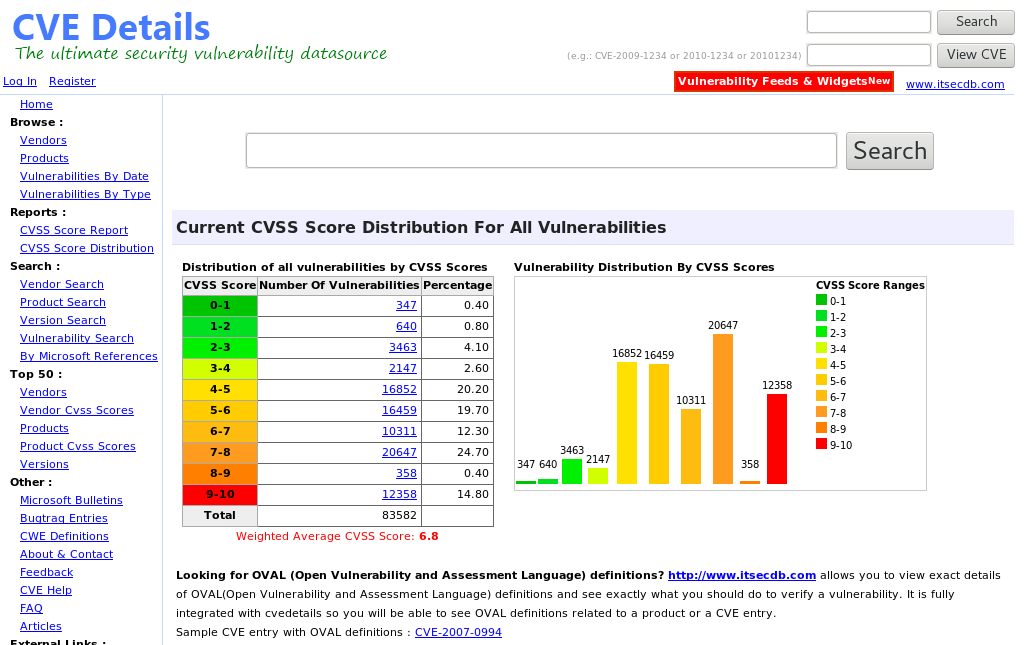 CVE Details
The ultimate security vulnerability datasource
Search
(e.g.: CVE-2009-1234 or 2010-1234 or 20101234)
View CVE
Log In Register
Vulnerability Feeds & WidgetsNew
www.itsecdb.com
Home
Browse :
Vendors
Products
Vulnerabilities By Date
Vulnerabilities By Type
Reports :
CVSS Score Report
CVSS Score Distribution
Search :
Vendor Search
Product Search
Version Search
Vulnerability Search
By Microsoft References
Top 50 :
Vendors
Vendor Cvss Scores
Products
Product Cvss Scores
Versions
Other :
Microsoft Bulletins
Bugtraq Entries
CWE Definitions
About & Contact
Feedback
CVE Help
FAQ
Articles
External Links :
Search
Current CVSS Score Distribution For All Vulnerabilities
Distribution of all vulnerabilities by CVSS Scores
CVSS Score Number Of Vulnerabilities Percentage
0-1 347 0.40
1-2 640 0.80
2-3 3463 4.10
3-4 2147 2.60
4-5 16852 20.20
5-6 16459 19.70
6-7 10311 12.30
7-8 20647 24.70
8-9 358 0.40
9-10 12358 14.80
Total 83582
Weighted Average CVSS Score: 6.8
Vulnerability Distribution By CVSS Scores
347 640 3463 2147 16852 16459 10311 20647 358 12358
CVSS Score Ranges
0-1
1-2
2-3
3-4
4-5
5-6
6-7
7-8
8-9
9-10
Looking for OVAL (Open Vulnerability and Assessment Language) definitions? http://www.itsecdb.com allows you to view exact details
of OVAL(Open Vulnerability and Assessment Language) definitions and see exactly what you should do to verify a vulnerability. It is fully
integrated with cvedetails so you will be able to see OVAL definitions related to a product or a CVE entry.
Sample CVE entry with OVAL definitions : CVE-2007-0994